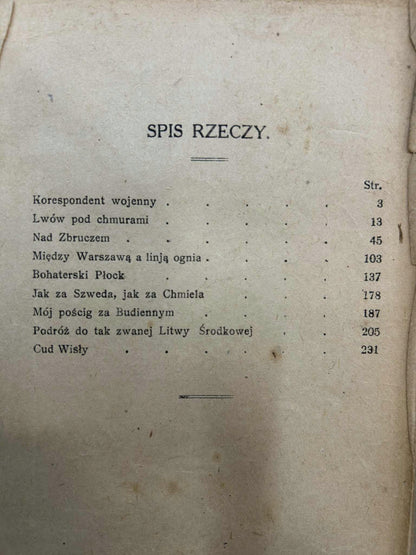 SPIS RZECZY.
Str.
Korespondent wojenny . . . . . 3
Lwów pod chmurami . . . . . 13
Nad Zbruczem . . . . . . 45
Między Warszawą a linją ognia . . . . 103
Bohaterski Płock . . . . . 137
Jak za Szweda, jak za Chmiela . . . 178
Mój pościg za Budiennym . . . . 187
Podróż do tak zwanej Litwy Środkowej . . 205
Cud Wisły . . . . . . 231